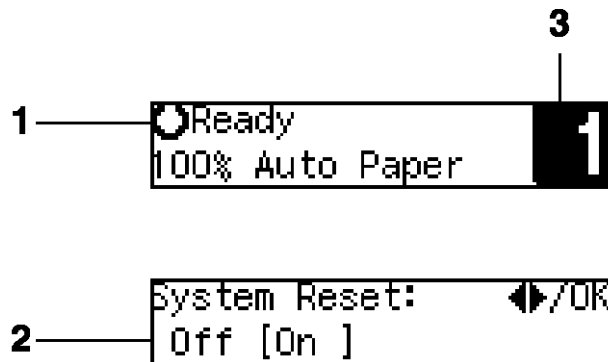 3
1 Ready 1
100% Auto Paper
System Reset: ◀▶/OK
2 Off [On ]